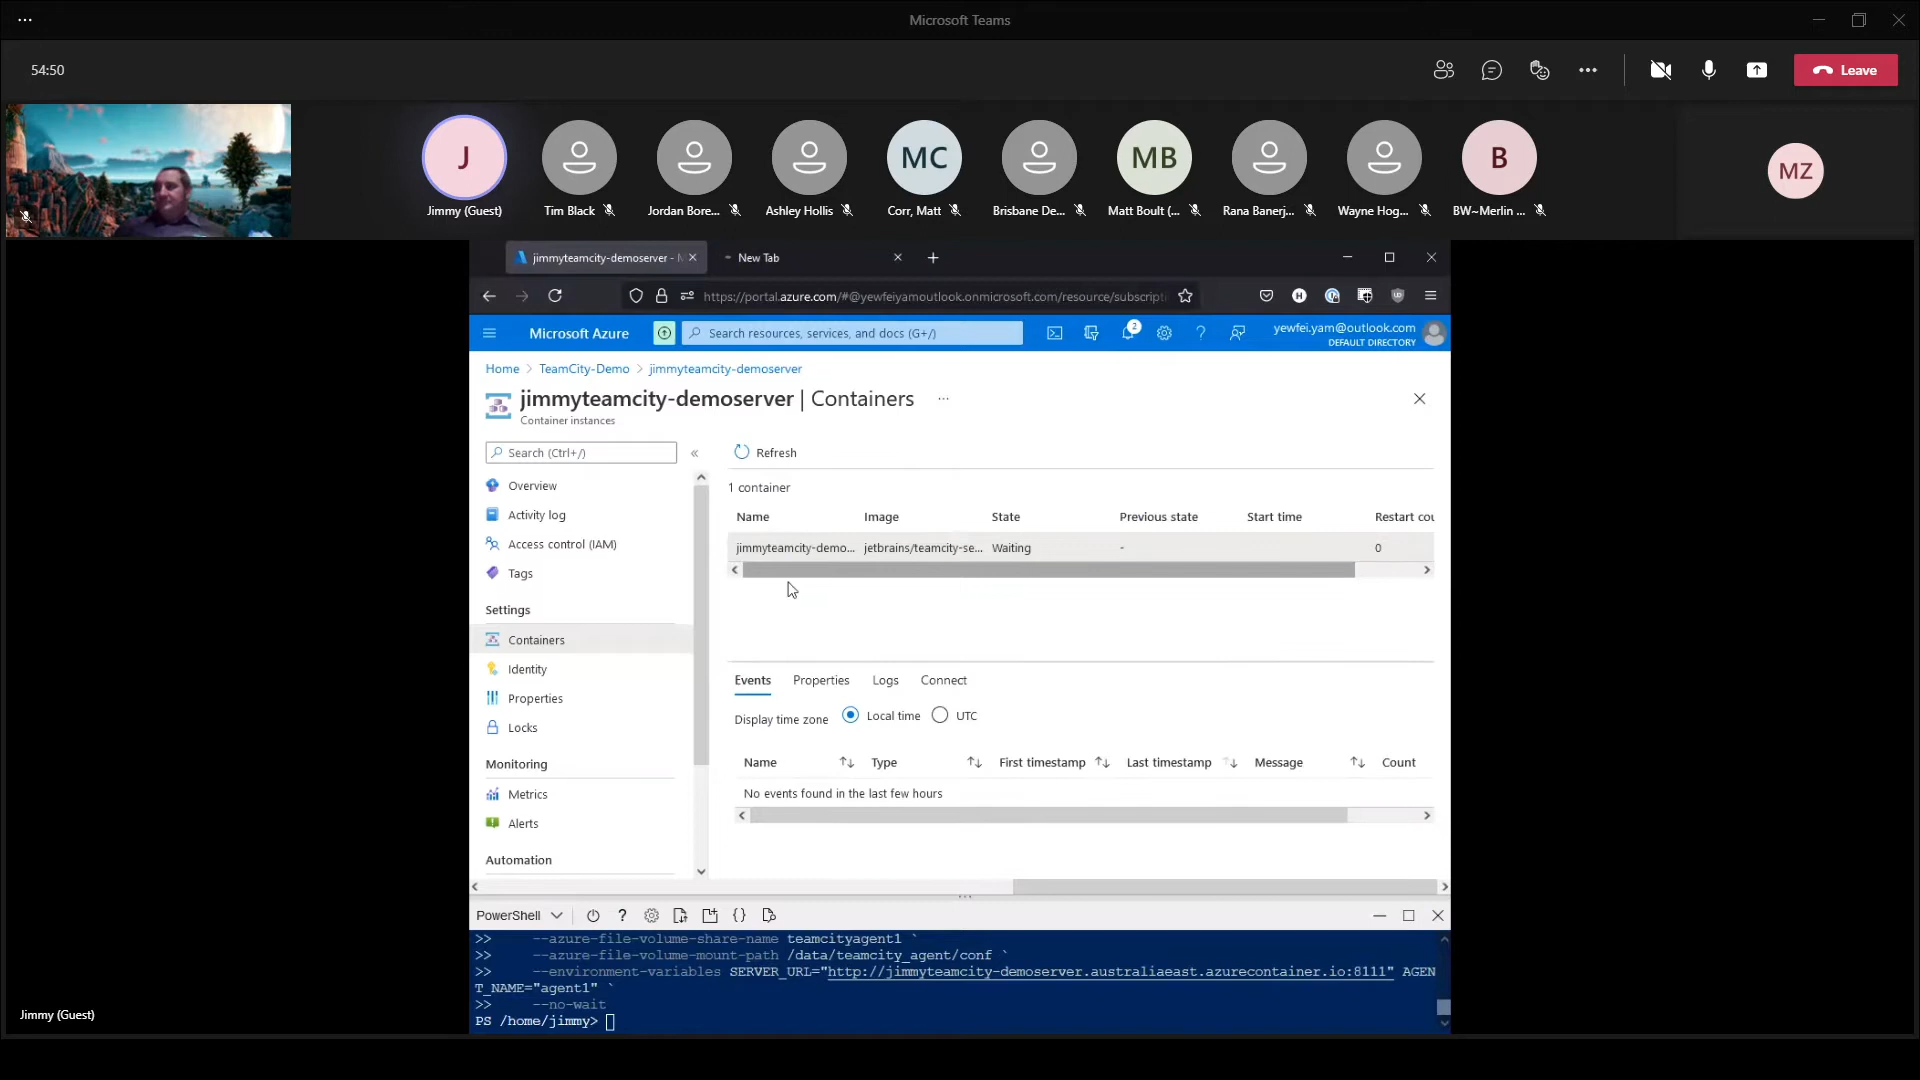 Microsoft Teams
54:50
Leave
J
MC
MB
B
MZ
Jimmy (Guest)
Tim Black
Jordan Bore...
Ashley Hollis
Corr, Matt
Brisbane De...
Matt Boult (...
Rana Banerj...
Wayne Hog...
BW~Merlin ...
jimmyteamcity-demoserver -
New Tab
https://portal.azure.com/#@yewfeiyamoutlook.onmicrosoft.com/resource/subscripti
Microsoft Azure
Search resources, services, and docs (G+/)
2
yewfei.yam@outlook.com
DEFAULT DIRECTORY
Home > TeamCity-Demo > jimmyteamcity-demoserver
jimmyteamcity-demoserver | Containers ...
Container instances
Search (Ctrl+/)
«
Overview
Activity log
Access control (IAM)
Tags
Settings
Containers
Identity
Properties
Locks
Monitoring
Metrics
Alerts
Automation
Refresh
1 container
Name Image State Previous state Start time Restart cou
jimmyteamcity-demo... jetbrains/teamcity-se... Waiting - 0
Events Properties Logs Connect
Display time zone Local time UTC
Name Type First timestamp Last timestamp Message Count
No events found in the last few hours
PowerShell ? {}
>> --azure-file-volume-share-name teamcityagent1 `
>> --azure-file-volume-mount-path /data/teamcity_agent/conf `
>> --environment-variables SERVER_URL="http://jimmyteamcity-demoserver.australiaeast.azurecontainer.io:8111" AGEN
T_NAME="agent1" `
>> --no-wait
PS /home/jimmy>
Jimmy (Guest)